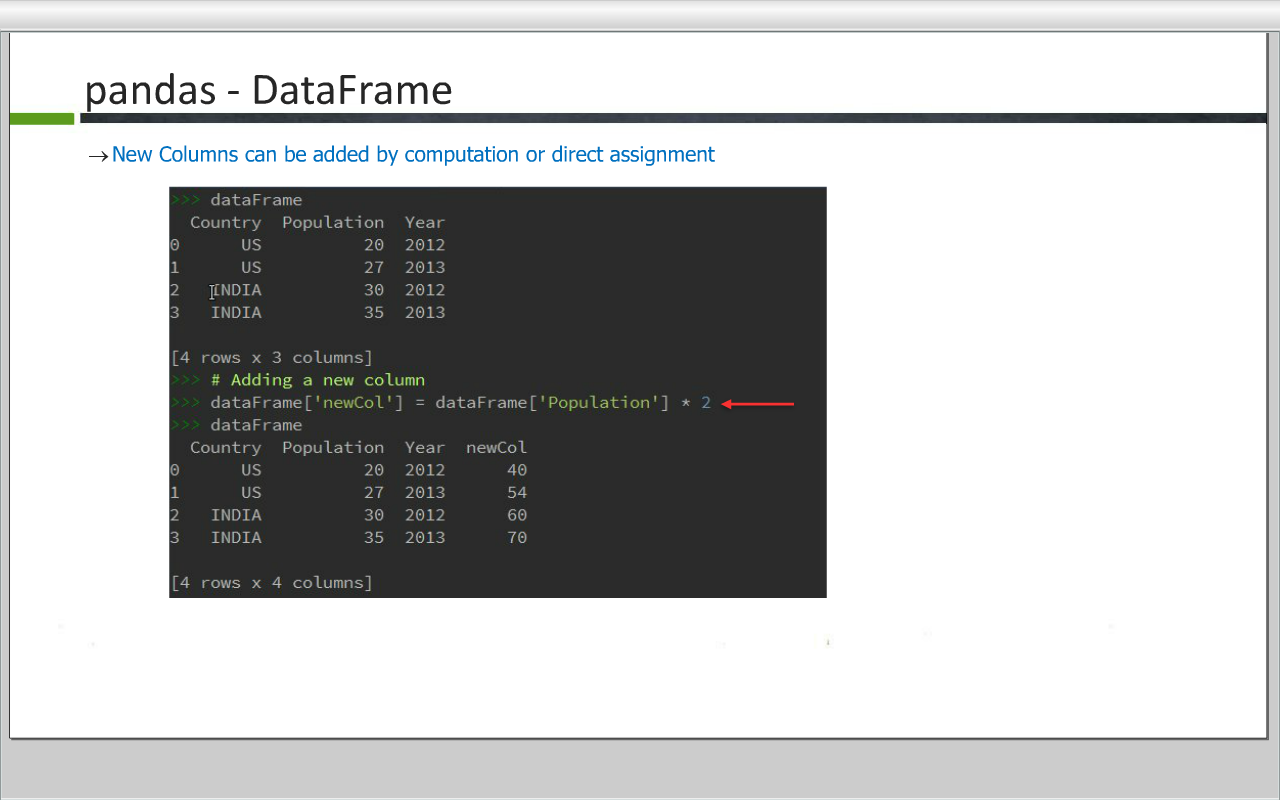 pandas - DataFrame
→New Columns can be added by computation or direct assignment
>>> dataFrame
  Country  Population  Year
0      US          20  2012
1      US          27  2013
2   INDIA          30  2012
3   INDIA          35  2013
[4 rows x 3 columns]
>>> # Adding a new column
>>> dataFrame['newCol'] = dataFrame['Population'] * 2
>>> dataFrame
  Country  Population  Year  newCol
0      US          20  2012      40
1      US          27  2013      54
2   INDIA          30  2012      60
3   INDIA          35  2013      70
[4 rows x 4 columns]